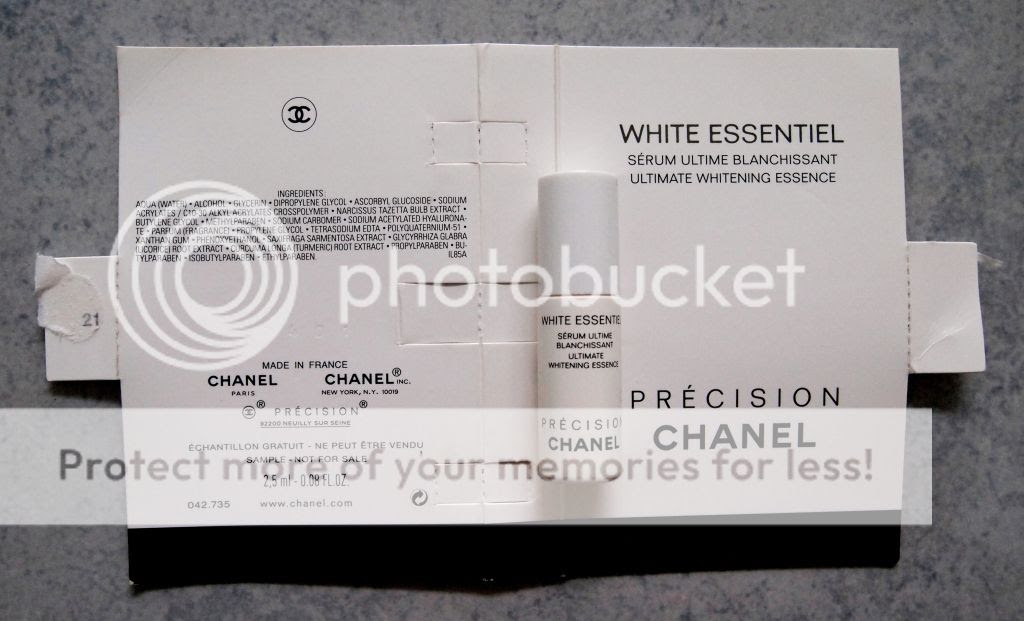 INGREDIENTS:
AQUA (WATER) • ALCOHOL • GLYCERIN • DIPROPYLENE GLYCOL • ASCORBYL GLUCOSIDE • SODIUM
ACRYLATES / C10-30 ALKYL ACRYLATES CROSSPOLYMER • NARCISSUS TAZETTA BULB EXTRACT •
BUTYLENE GLYCOL • METHYLPARABEN • SODIUM CARBOMER • SODIUM ACETYLATED HYALURONA-
TE • PARFUM (FRAGRANCE) • PROPYLENE GLYCOL • TETRASODIUM EDTA • POLYQUATERNIUM-51 •
XANTHAN GUM • PHENOXYETHANOL • SAXIFRAGA SARMENTOSA EXTRACT • GLYCYRRHIZA GLABRA
(LICORICE) ROOT EXTRACT • CURCUMA LONGA (TURMERIC) ROOT EXTRACT • PROPYLPARABEN • BU-
TYLPARABEN • ISOBUTYLPARABEN • ETHYLPARABEN.
IL85A
21
MADE IN FRANCE
CHANEL CHANEL® INC.
PARIS NEW YORK, N.Y. 10019
® PRÉCISION®
92200 NEUILLY SUR SEINE
ÉCHANTILLON GRATUIT - NE PEUT ÊTRE VENDU
SAMPLE - NOT FOR SALE
2,5 ml - 0.08 FL.OZ
042.735 www.chanel.com
WHITE ESSENTIEL
SÉRUM ULTIME BLANCHISSANT
ULTIMATE WHITENING ESSENCE
WHITE ESSENTIE
SÉRUM ULTIME
BLANCHISSANT
ULTIMATE
WHITENING ESSENCE
PRÉCISION
CHANEL
PRÉCISION
CHANEL
photobucket
Protect more of your memories for less!